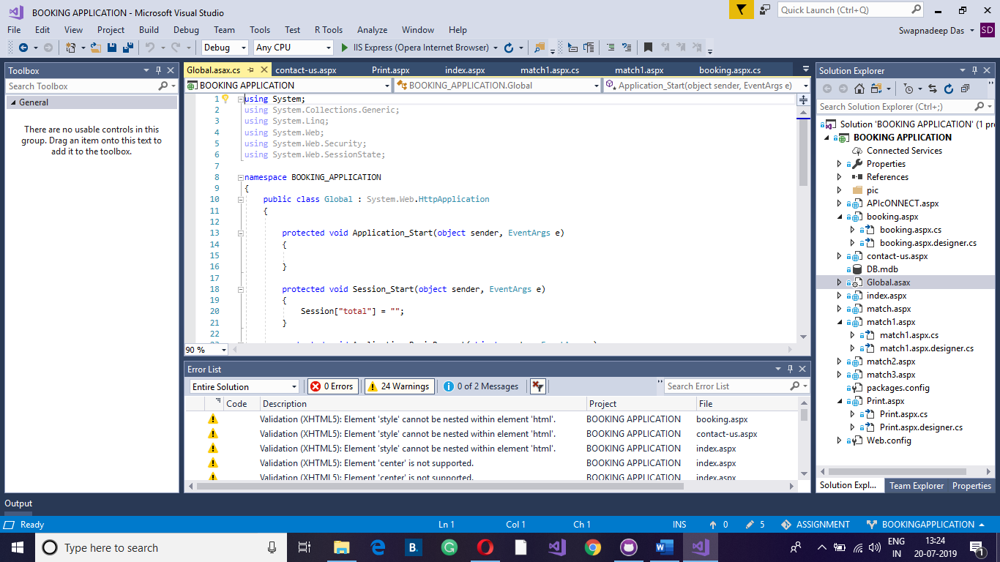 BOOKING APPLICATION - Microsoft Visual Studio
Quick Launch (Ctrl+Q)
File Edit View Project Build Debug Team Tools Test R Tools Analyze Window Help
Swapnadeep Das SD
Debug Any CPU IIS Express (Opera Internet Browser)
Toolbox
Search Toolbox
General
There are no usable controls in this
group. Drag an item onto this text to
add it to the toolbox.
Global.asax.cs contact-us.aspx Print.aspx index.aspx match1.aspx.cs match1.aspx booking.aspx.cs
BOOKING APPLICATION BOOKING_APPLICATION.Global Application_Start(object sender, EventArgs e)
1 using System;
2 using System.Collections.Generic;
3 using System.Linq;
4 using System.Web;
5 using System.Web.Security;
6 using System.Web.SessionState;
7
8 namespace BOOKING_APPLICATION
9 {
10 public class Global : System.Web.HttpApplication
11 {
12
13 protected void Application_Start(object sender, EventArgs e)
14 {
15
16 }
17
18 protected void Session_Start(object sender, EventArgs e)
19 {
20 Session["total"] = "";
21 }
22
90 %
Error List
Entire Solution 0 Errors 24 Warnings 0 of 2 Messages Search Error List
Code Description Project File
Validation (XHTML5): Element 'style' cannot be nested within element 'html'. BOOKING APPLICATION booking.aspx
Validation (XHTML5): Element 'style' cannot be nested within element 'html'. BOOKING APPLICATION contact-us.aspx
Validation (XHTML5): Element 'style' cannot be nested within element 'html'. BOOKING APPLICATION index.aspx
Validation (XHTML5): Element 'center' is not supported. BOOKING APPLICATION index.aspx
Validation (XHTML5): Element 'center' is not supported. BOOKING APPLICATION index.aspx
Solution Explorer
Search Solution Explorer (Ctrl+;)
Solution 'BOOKING APPLICATION' (1 pr
BOOKING APPLICATION
Connected Services
Properties
References
pic
APIcONNECT.aspx
booking.aspx
booking.aspx.cs
booking.aspx.designer.cs
contact-us.aspx
DB.mdb
Global.asax
index.aspx
match.aspx
match1.aspx
match1.aspx.cs
match1.aspx.designer.cs
match2.aspx
match3.aspx
packages.config
Print.aspx
Print.aspx.cs
Print.aspx.designer.cs
Web.config
Solution Expl... Team Explorer Properties
Output
Ready Ln 1 Col 1 Ch 1 INS 0 5 ASSIGNMENT BOOKINGAPPLICATION
Type here to search
B.
ENG
IN
13:24
20-07-2019
1